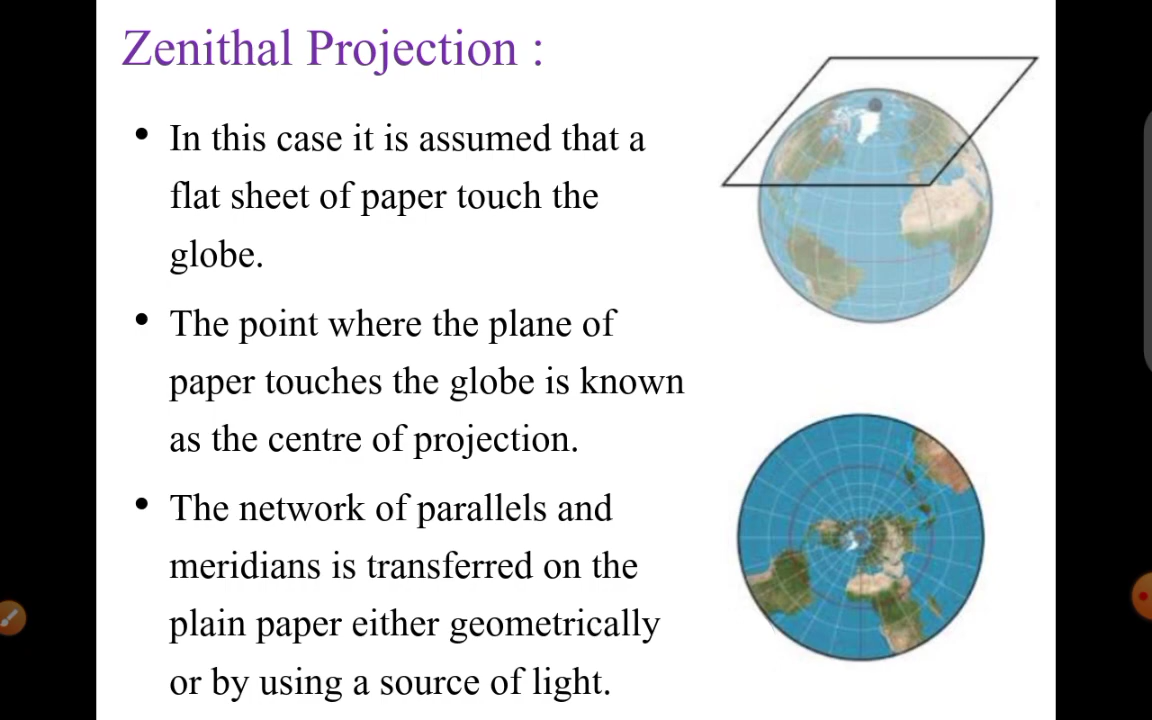 Zenithal Projection :
• In this case it is assumed that a
flat sheet of paper touch the
globe.
• The point where the plane of
paper touches the globe is known
as the centre of projection.
• The network of parallels and
meridians is transferred on the
plain paper either geometrically
or by using a source of light.